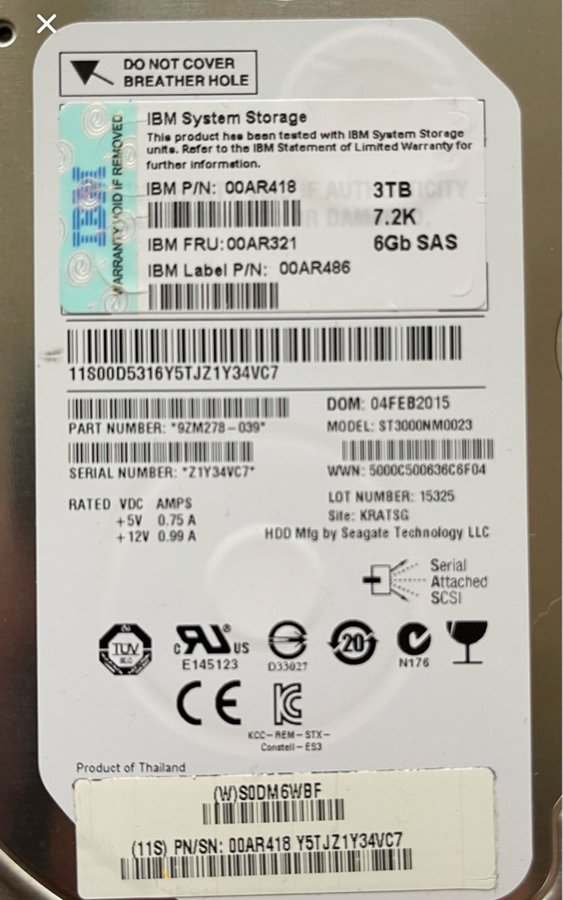 DO NOT COVER
BREATHER HOLE
IBM
WARRANTY VOID IF REMOVED
IBM System Storage
This product has been tested with IBM System Storage
units. Refer to the IBM Statement of Limited Warranty for
further information.
IBM P/N: 00AR418
3TB
7.2K
IBM FRU:00AR321
6Gb SAS
IBM Label P/N: 00AR486
11S00D5316Y5TJZ1Y34VC7
DOM: 04FEB2015
PART NUMBER: *9ZM278-039*
MODEL: ST3000NM0023
SERIAL NUMBER: *Z1Y34VC7*
WWN: 5000C500636C6F04
RATED VDC AMPS
+5V 0.75 A
+12V 0.99 A
LOT NUMBER: 15325
Site: KRATSG
HDD Mfg by Seagate Technology LLC
Serial
Attached
SCSI
TUV
c RU ® US
E145123
D33027
20
N176
CE
KCC-REM-STX-
Constell-ES3
Product of Thailand
(W)S0DM6WBF
(11S) PN/SN: 00AR418 Y5TJZ1Y34VC7